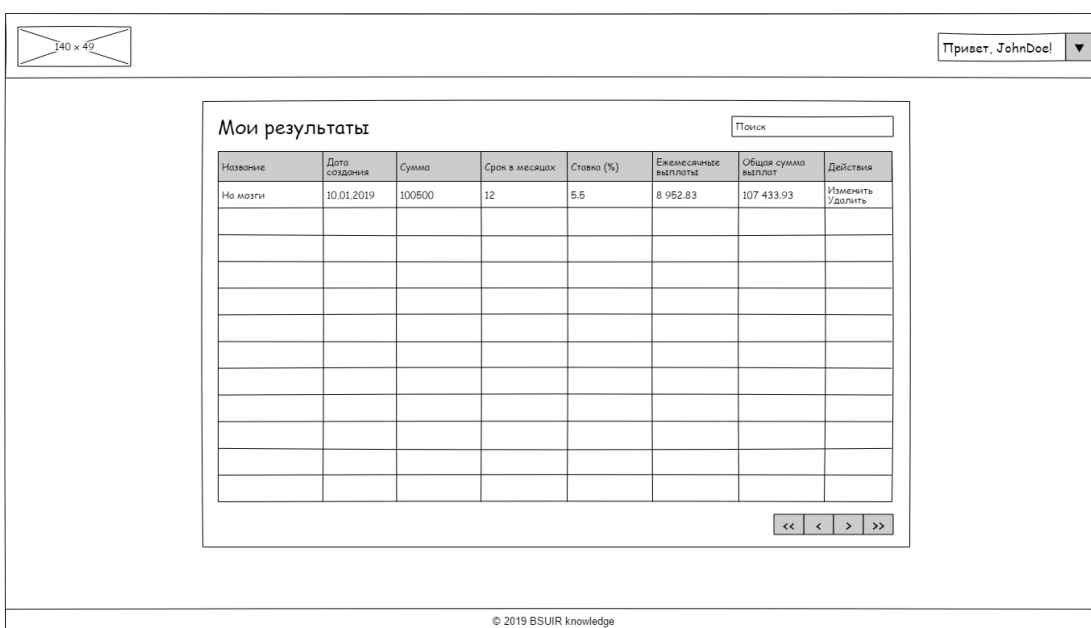 140 x 49
Привет, JohnDoe! ▼
Мои результаты
Поиск
Название
Дата
создания
Сумма
Срок в месяцах
Ставка (%)
Ежемесячные
выплаты
Общая сумма
выплат
Действия
На мозги
10.01.2019
100500
12
5.5
8 952.83
107 433.93
Изменить
Удалить
<< < > >>
© 2019 BSUIR knowledge